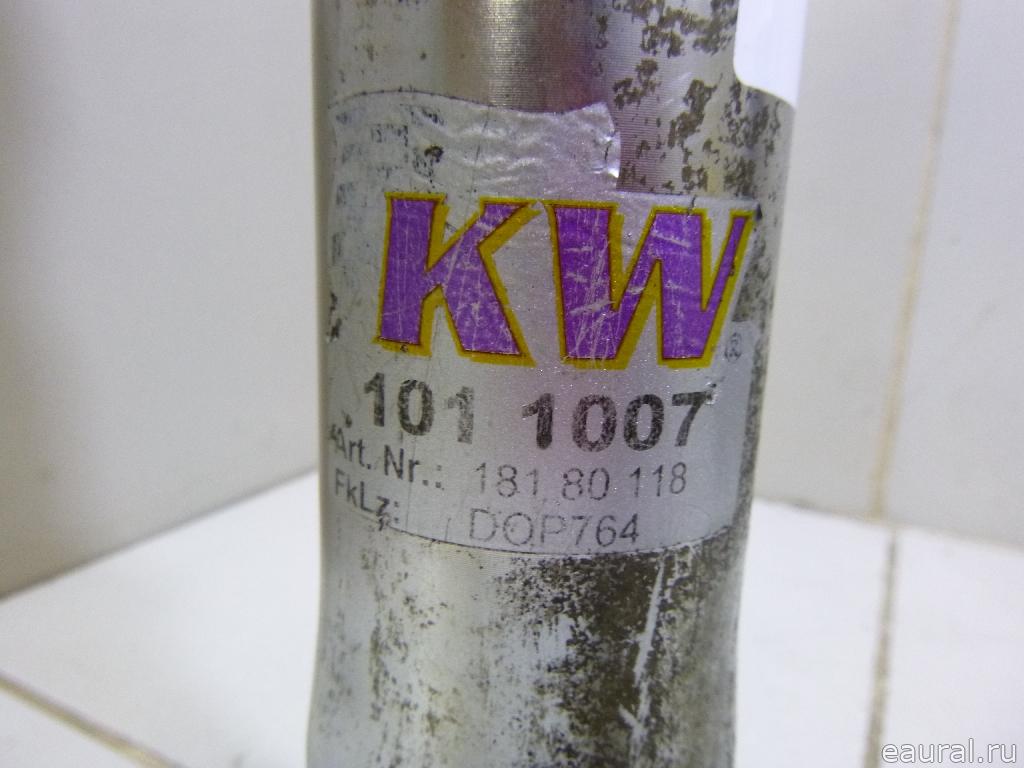 KW®
101 1007
Art. Nr.: 181 80 118
FkLz: DOP764
eaural.ru